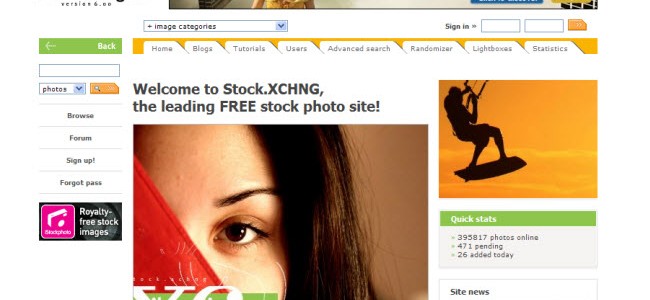 version 6.00
+ image categories
Sign in »
Back
Home
Blogs
Tutorials
Users
Advanced search
Randomizer
Lightboxes
Statistics
photos
Welcome to Stock.XCHNG,
the leading FREE stock photo site!
Browse
Forum
Sign up!
Forgot pass
iStockphoto
Royalty-
free stock
images
Quick stats
» 395817 photos online
» 471 pending
» 26 added today
stock.xchng
Site news